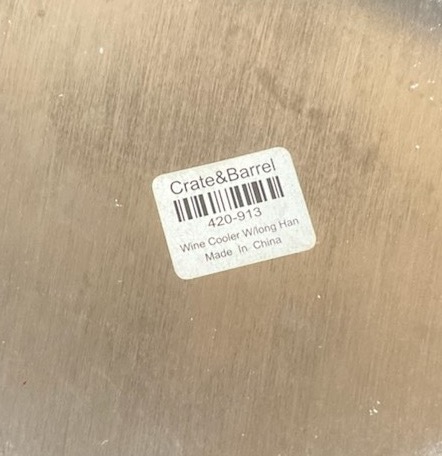 Crate&Barrel
420-913
Wine Cooler W/long Han
Made In China